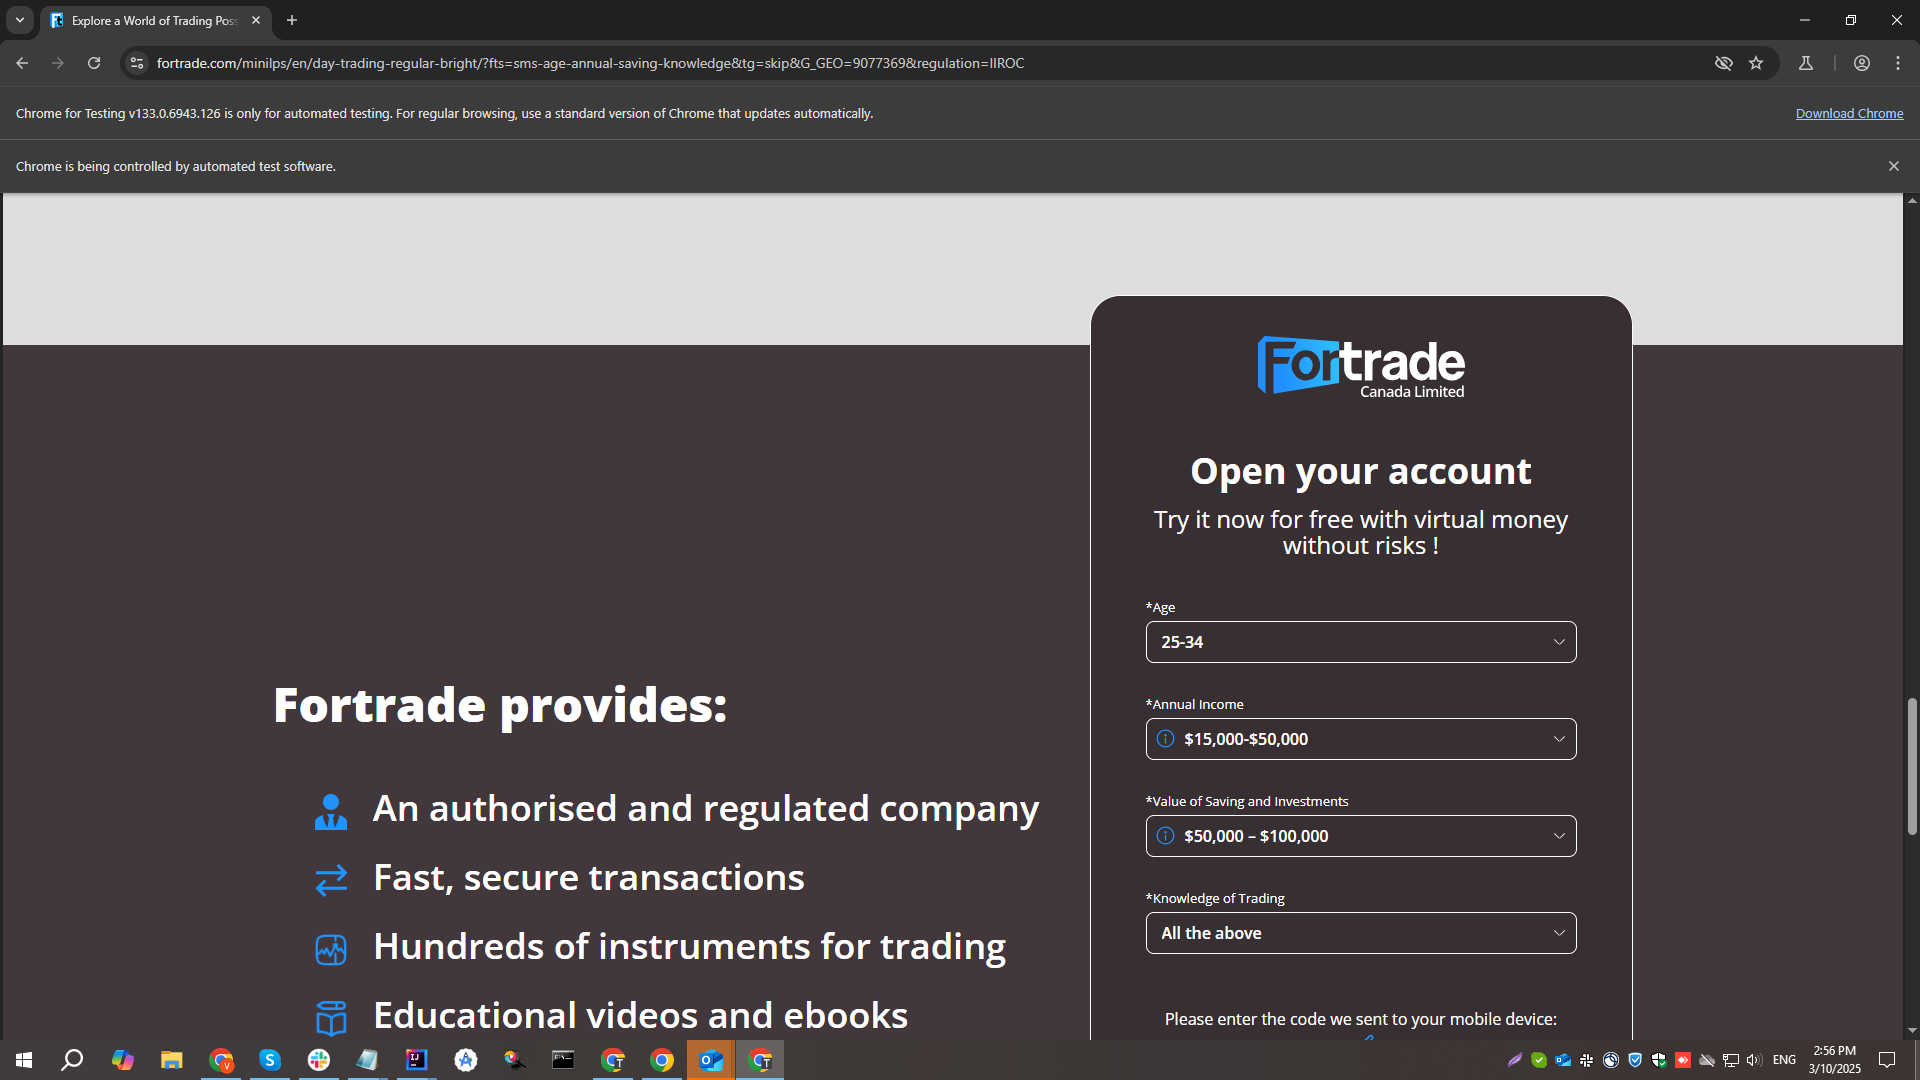 Explore a World of Trading Pos
fortrade.com/minilps/en/day-trading-regular-bright/?fts=sms-age-annual-saving-knowledge&tg=skip&G_GEO=9077369&regulation=IIROC
Chrome for Testing v133.0.6943.126 is only for automated testing. For regular browsing, use a standard version of Chrome that updates automatically.
Download Chrome
Chrome is being controlled by automated test software.
Fortrade
Canada Limited
Open your account
Try it now for free with virtual money
without risks !
*Age
25-34
*Annual Income
$15,000-$50,000
*Value of Saving and Investments
$50,000 – $100,000
*Knowledge of Trading
All the above
Please enter the code we sent to your mobile device:
Fortrade provides:
An authorised and regulated company
Fast, secure transactions
Hundreds of instruments for trading
Educational videos and ebooks
ENG
2:56 PM
3/10/2025